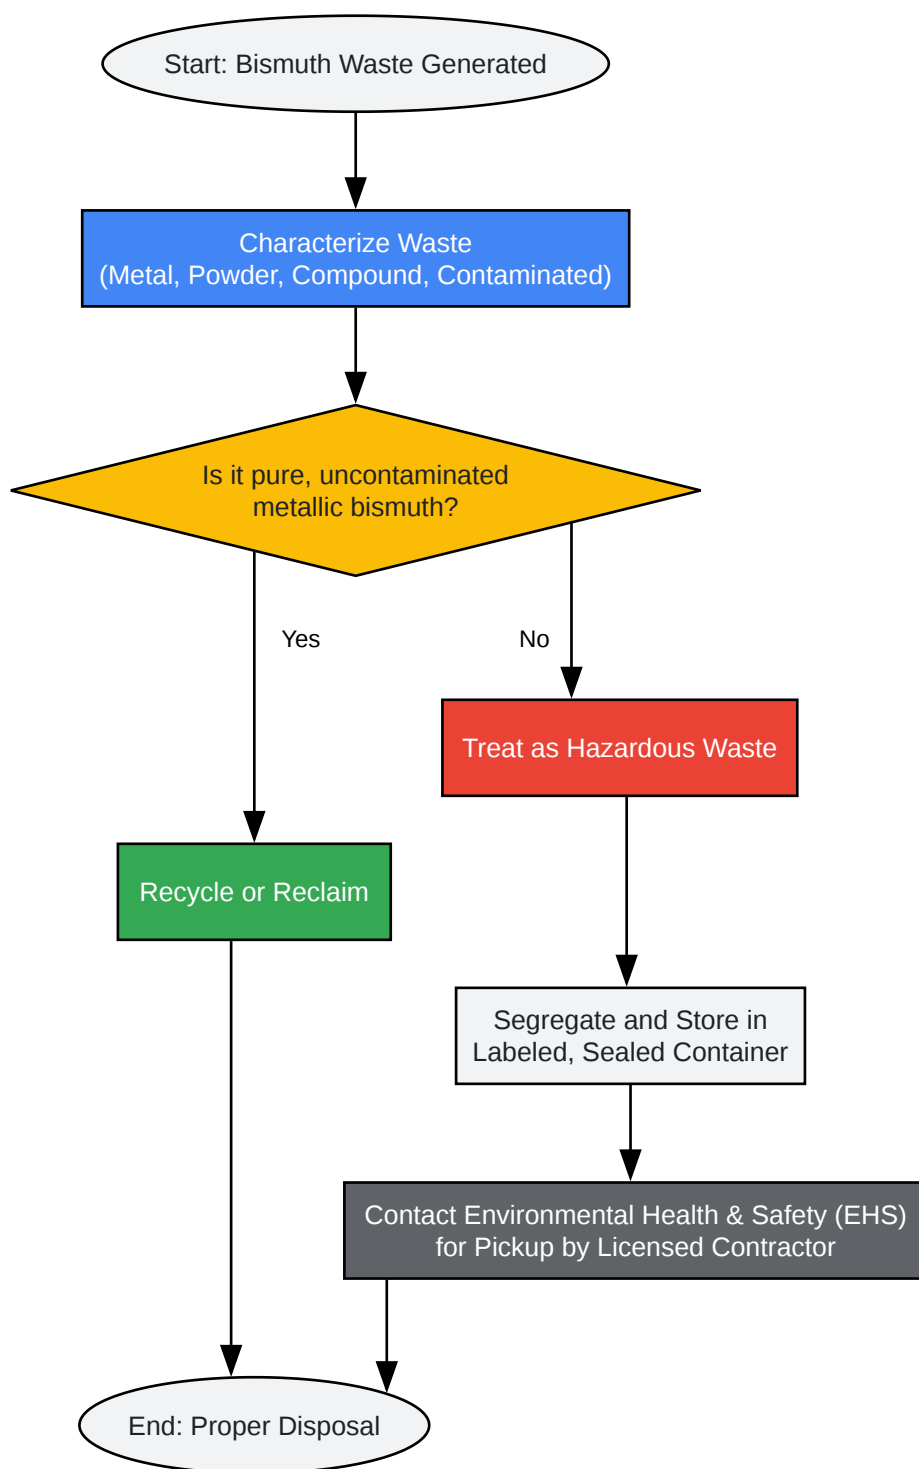 Start: Bismuth Waste Generated
Characterize Waste
(Metal, Powder, Compound, Contaminated)
Is it pure, uncontaminated
metallic bismuth?
Yes
No
Treat as Hazardous Waste
Recycle or Reclaim
Segregate and Store in
Labeled, Sealed Container
Contact Environmental Health & Safety (EHS)
for Pickup by Licensed Contractor
End: Proper Disposal